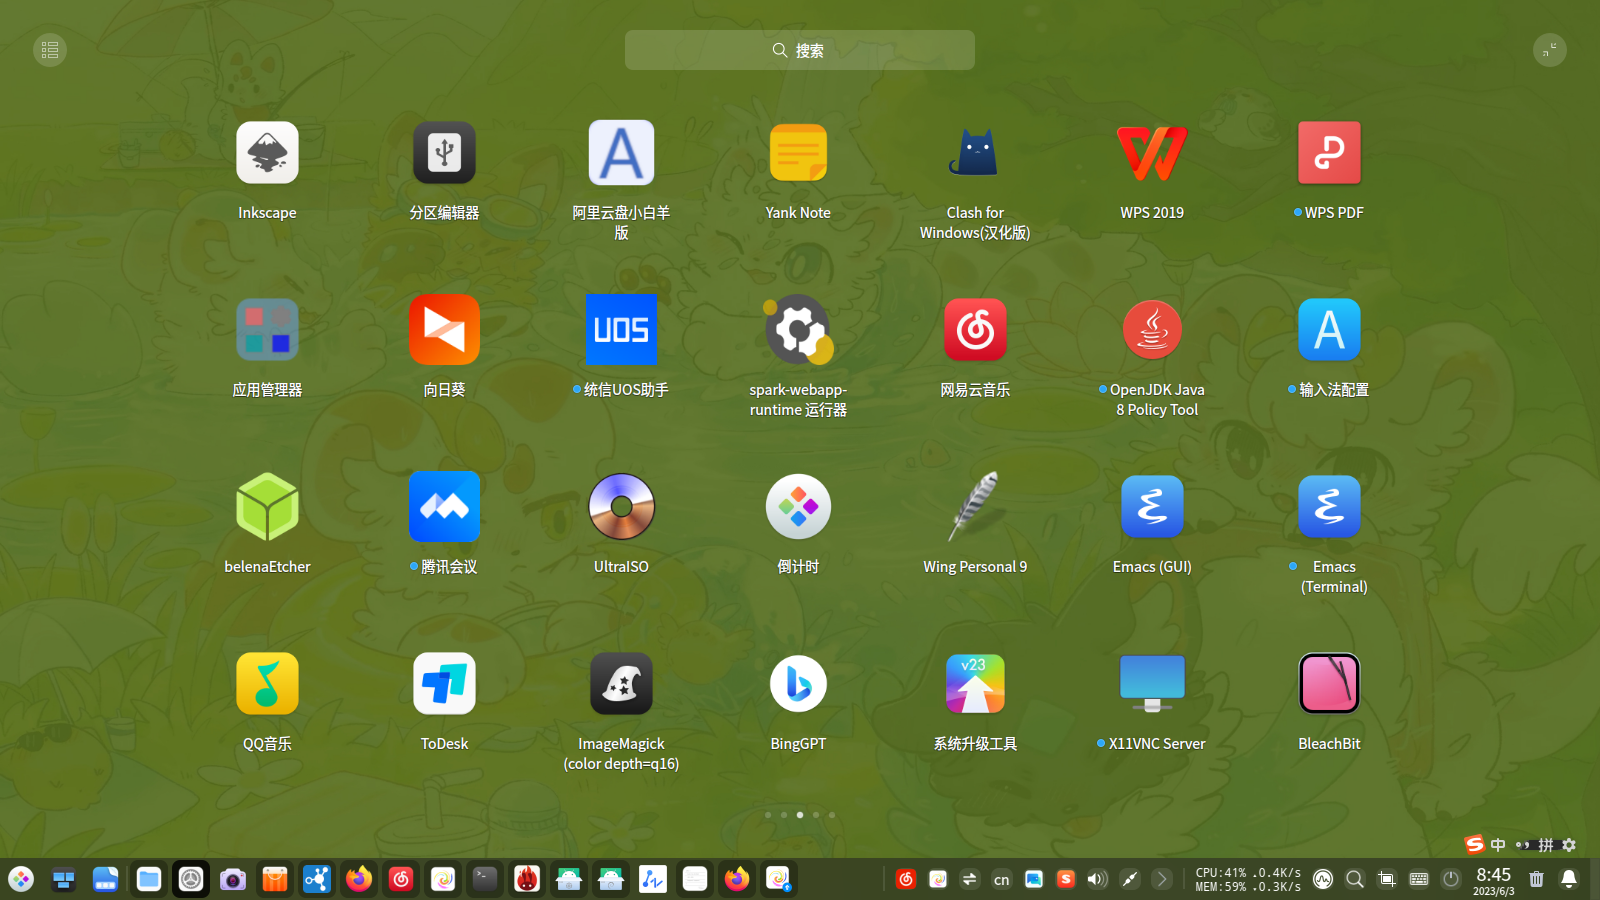 搜索
Inkscape
分区编辑器
阿里云盘小白羊
版
Yank Note
Clash for
Windows(汉化版)
WPS 2019
WPS PDF
应用管理器
向日葵
UOS
统信UOS助手
spark-webapp-
runtime 运行器
网易云音乐
OpenJDK Java
8 Policy Tool
A
输入法配置
belenaEtcher
腾讯会议
UltraISO
倒计时
Wing Personal 9
Emacs (GUI)
Emacs
(Terminal)
QQ音乐
ToDesk
ImageMagick
(color depth=q16)
BingGPT
v23
系统升级工具
X11VNC Server
BleachBit
S 中 拼
cn
S
CPU:41% .0.4K/s
MEM:59% .0.3K/s
8:45
2023/6/3